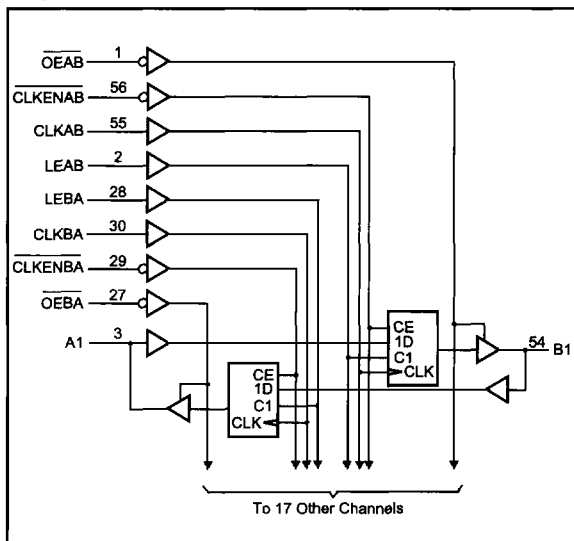 OEAB 1
CLKENAB 56
CLKAB 55
LEAB 2
LEBA 28
CLKBA 30
CLKENBA 29
OEBA 27
A1 3
CE
1D
C1
CLK
54 B1
CE
1D
C1
CLK
To 17 Other Channels